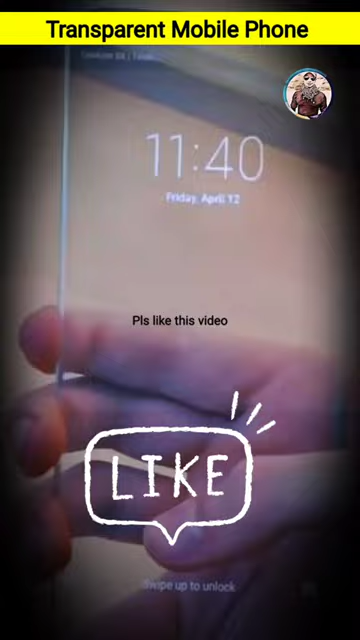 Transparent Mobile Phone
11:40
Friday, April 12
Pls like this video
LIKE
Swipe up to unlock